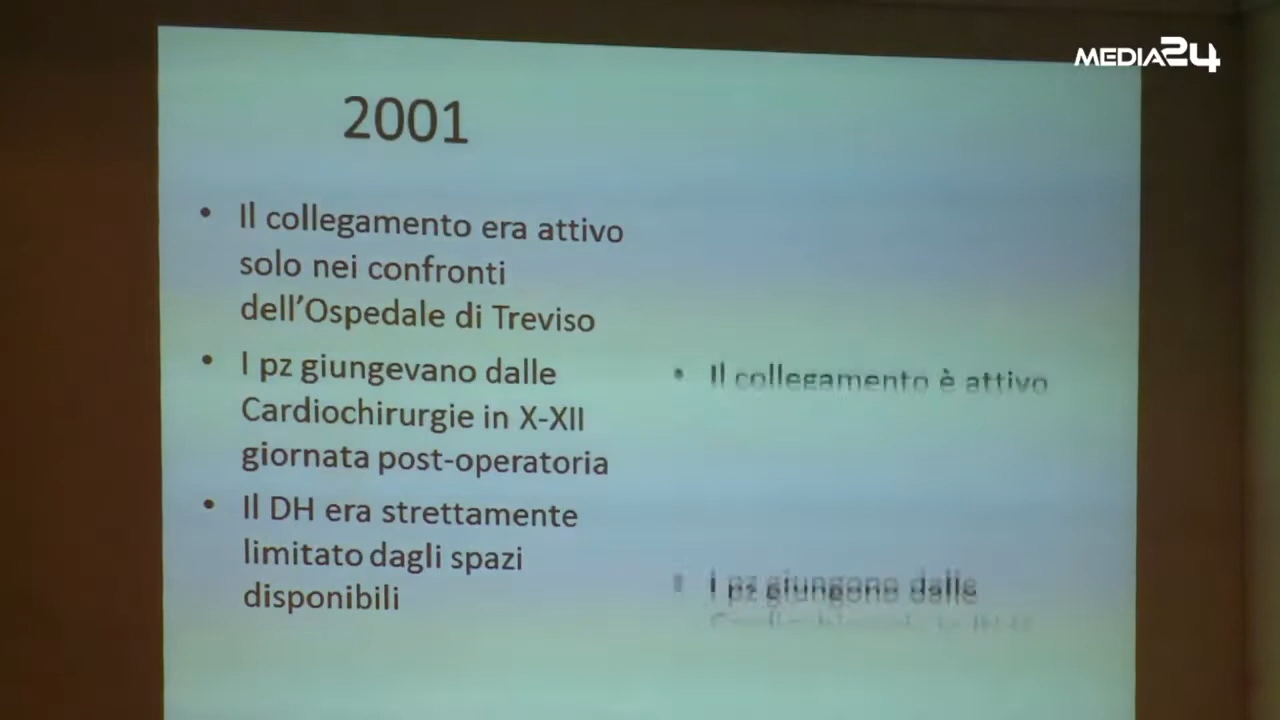 MEDIA24
2001
• Il collegamento era attivo
solo nei confronti
dell’Ospedale di Treviso
• I pz giungevano dalle
Cardiochirurgie in X-XII
giornata post-operatoria
• Il DH era strettamente
limitato dagli spazi
disponibili
• Il collegamento è attivo
I pz giungono dalle